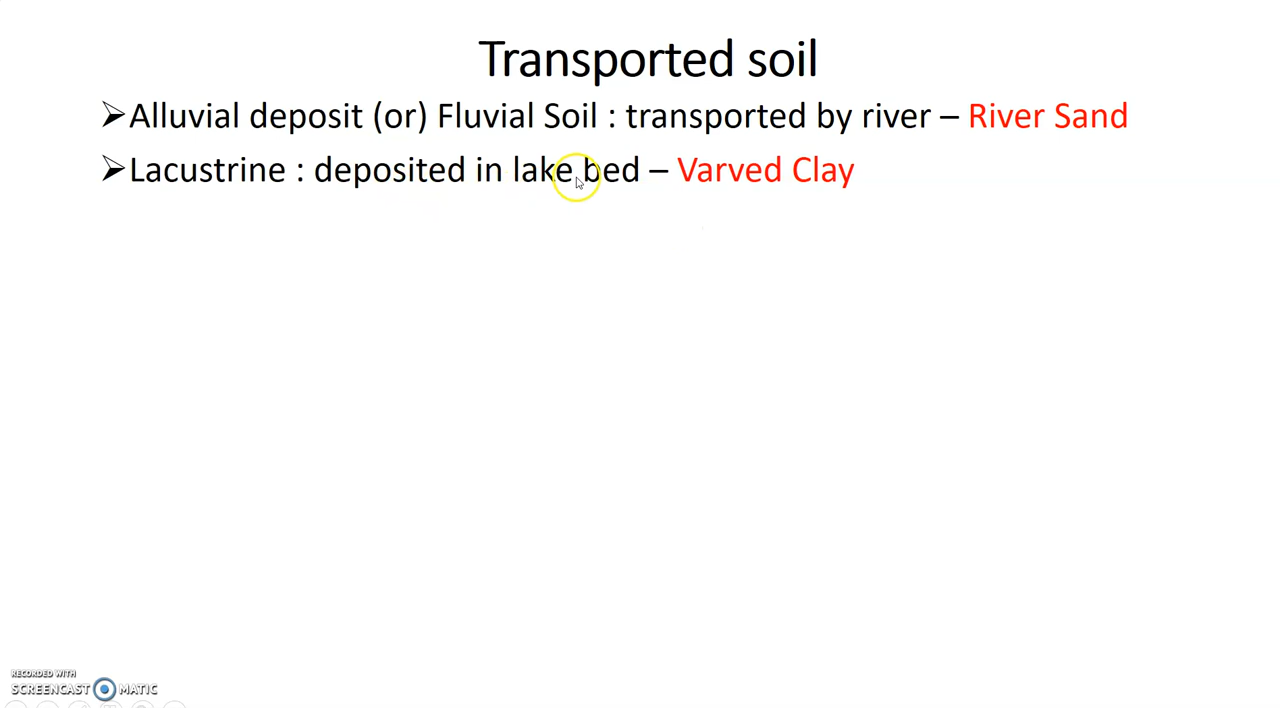 Transported soil
➢Alluvial deposit (or) Fluvial Soil : transported by river – River Sand
➢Lacustrine : deposited in lake bed – Varved Clay
RECORDED WITH
SCREENCAST MATIC